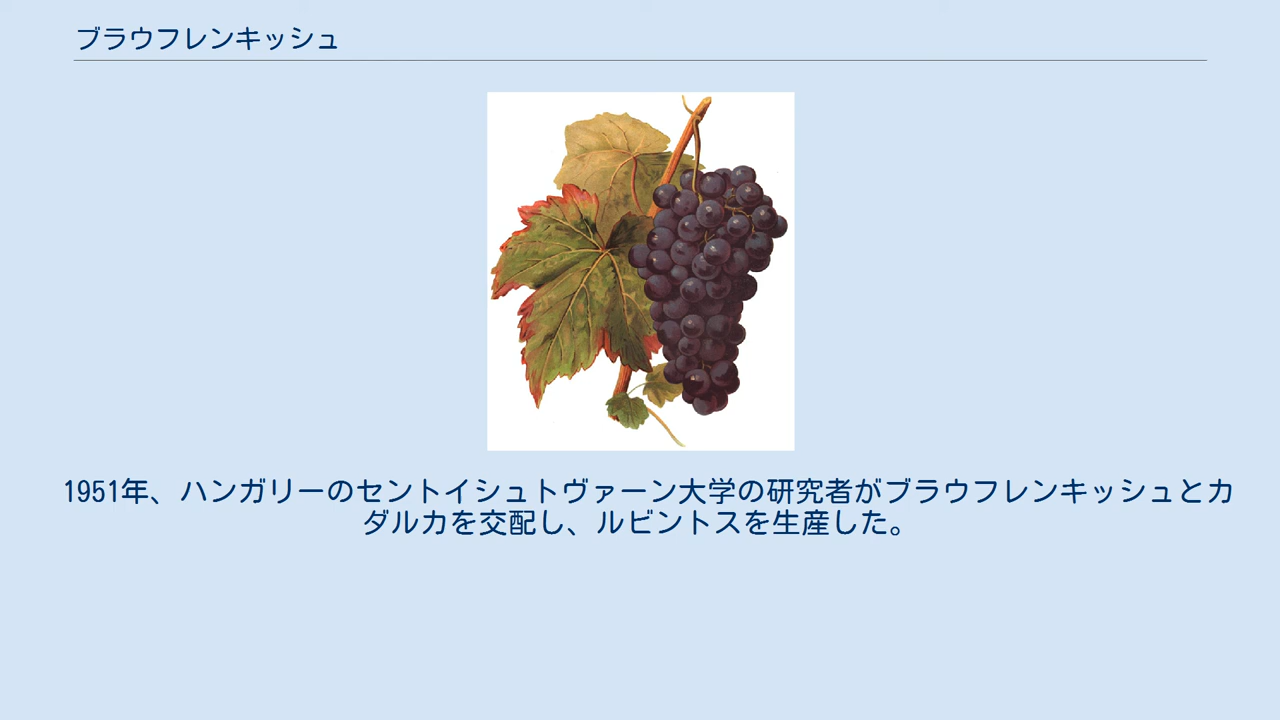 ブラウフレンキッシュ
1951年、ハンガリーのセントイシュトヴァーン大学の研究者がブラウフレンキッシュとカ
ダルカを交配し、ルビントスを生産した。